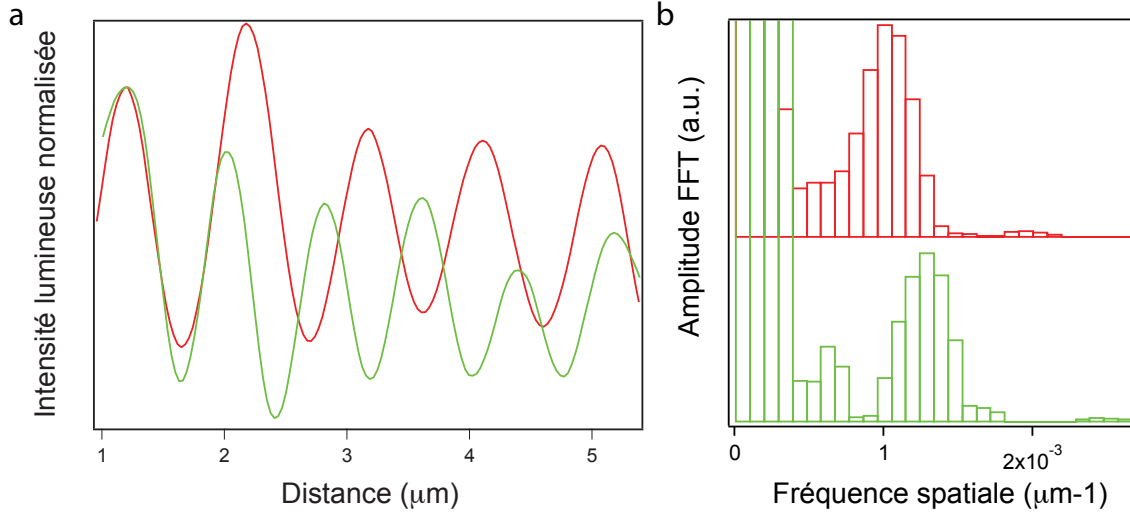 a
Intensité lumineuse normalisée
1
2
3
4
5
Distance (μm)
b
Amplitude FFT (a.u.)
0
1
2x10⁻³
Fréquence spatiale (μm-1)